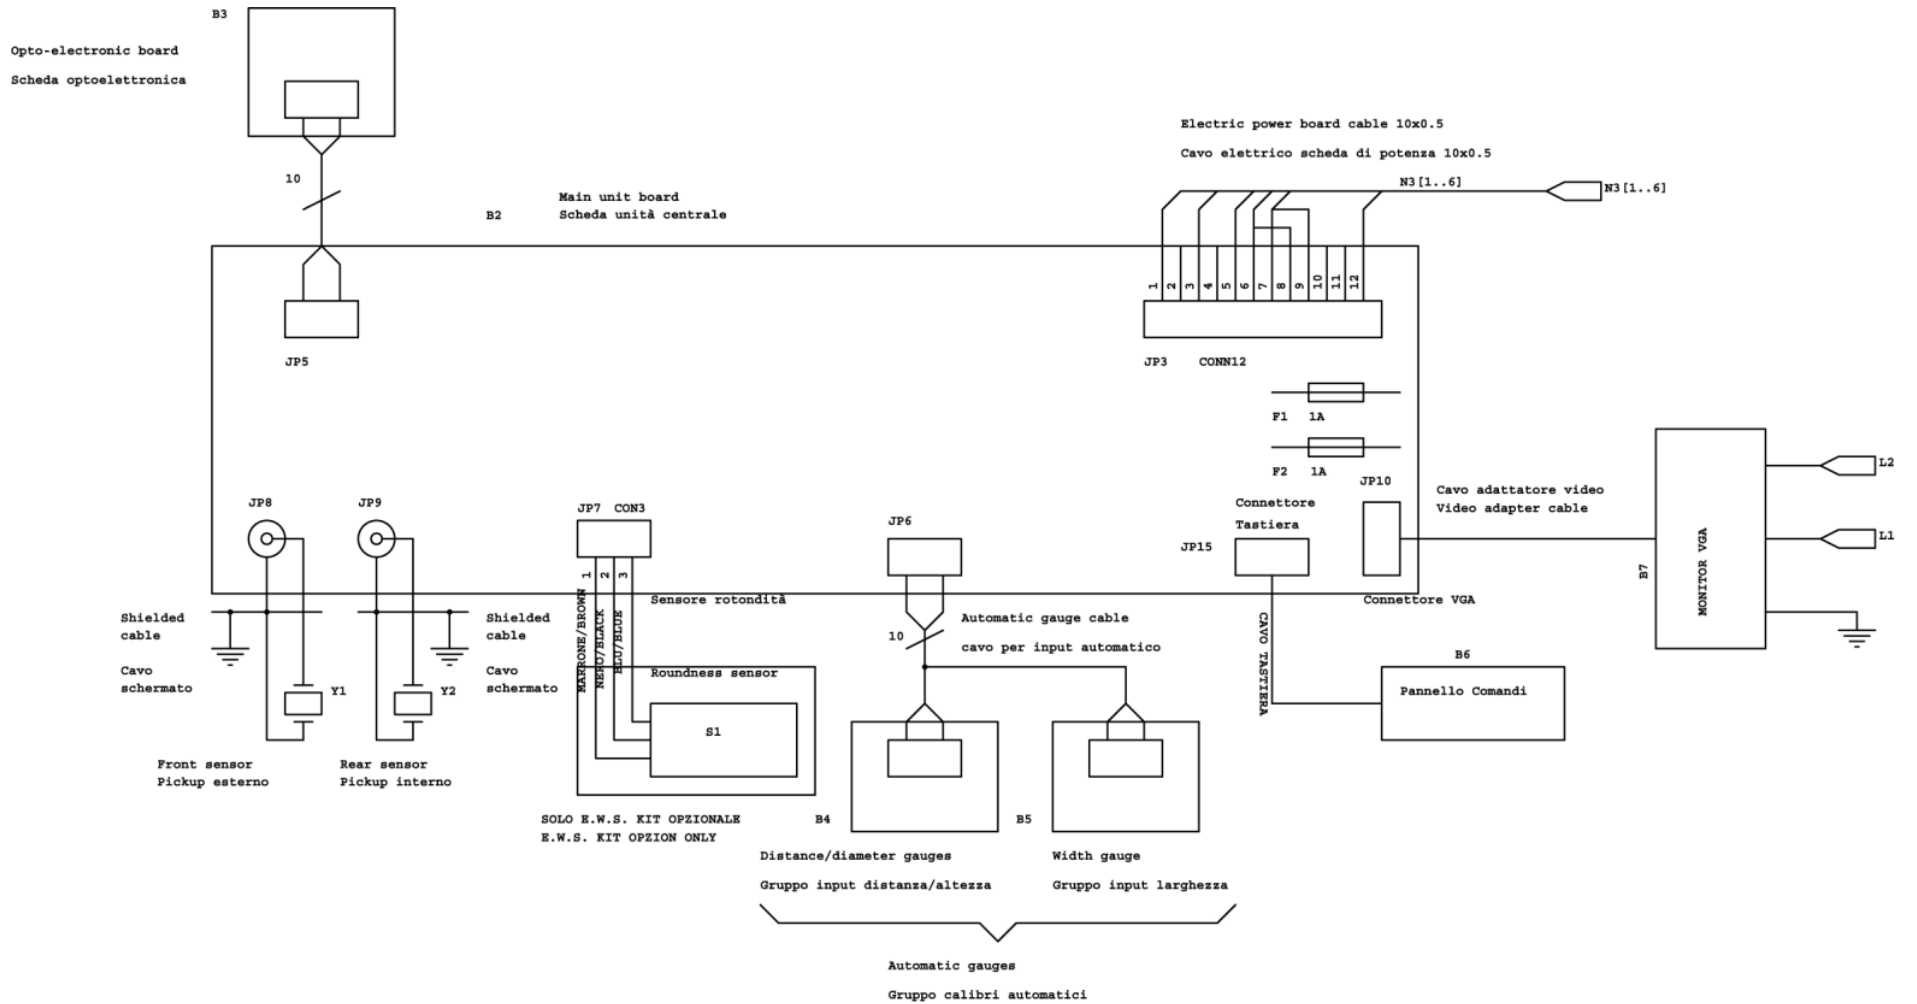 B3
Opto-electronic board
Scheda optoelettronica
10
B2
Main unit board
Scheda unità centrale
Electric power board cable 10x0.5
Cavo elettrico scheda di potenza 10x0.5
N3[1..6]
N3[1..6]
1
2
3
4
5
6
7
8
9
10
11
12
JP5
JP3 CONN12
F1 1A
F2 1A
JP10
Cavo adattatore video
Video adapter cable
L2
L1
B7
MONITOR VGA
JP8
JP9
JP7 CON3
JP6
Connettore
Tastiera
JP15
1
2
3
MARRONE/BROWN
NERO/BLACK
BLU/BLUE
Sensore rotondità
Connettore VGA
Shielded
cable
Cavo
schermato
Shielded
cable
Cavo
schermato
10
Automatic gauge cable
cavo per input automatico
CAVO TASTIERA
B6
Pannello Comandi
Roundness sensor
Y1
Y2
S1
Front sensor
Pickup esterno
Rear sensor
Pickup interno
SOLO E.W.S. KIT OPZIONALE
E.W.S. KIT OPZION ONLY
B4
B5
Distance/diameter gauges
Gruppo input distanza/altezza
Width gauge
Gruppo input larghezza
Automatic gauges
Gruppo calibri automatici